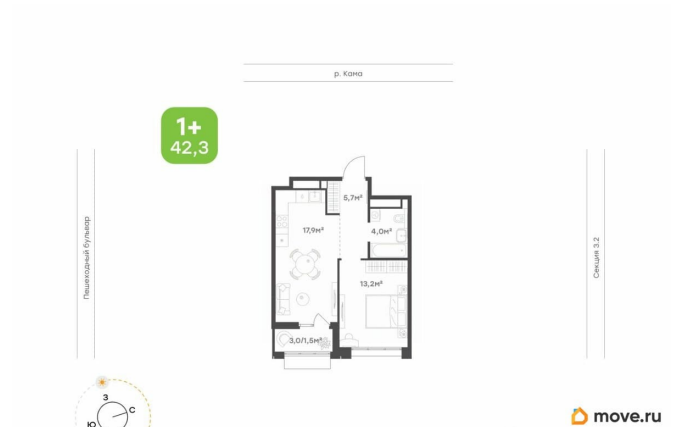 р. Кама
1+
42,3
5,7м²
17,9м²
4,0м²
Пешеходный бульвар
Секция 3.2
13,2м²
3,0/1,5м²
З
С
Ю
move.ru